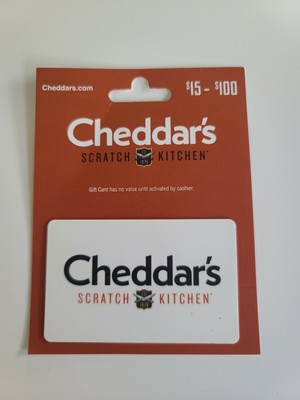 Cheddars.com
$15 - $100
Cheddar's
SCRATCH KITCHEN
Gift Card has no value until activated by cashier.
Cheddar's
SCRATCH KITCHEN